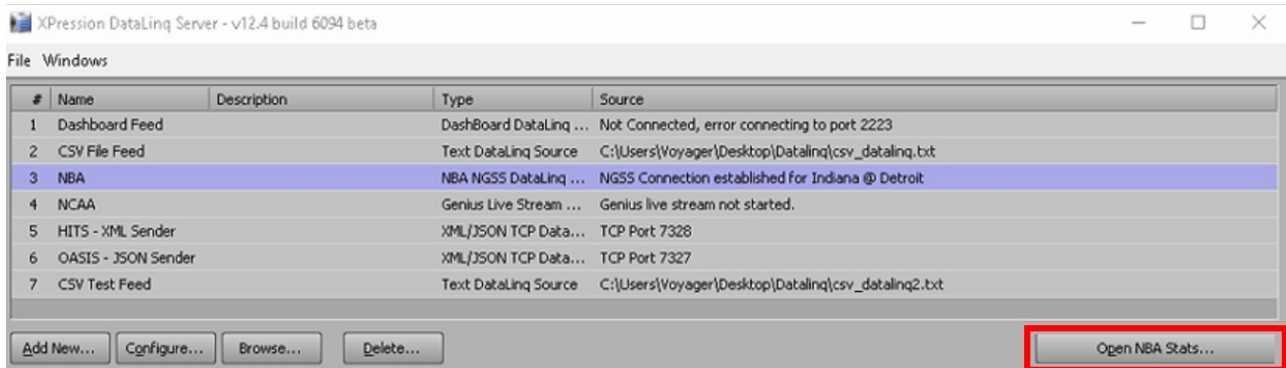 XPression DataLinq Server - v12.4 build 6094 beta
File Windows
# Name Description Type Source
1 Dashboard Feed DashBoard DataLinq ... Not Connected, error connecting to port 2223
2 CSV File Feed Text DataLinq Source C:\Users\Voyager\Desktop\Datalinq\csv_datalinq.txt
3 NBA NBA NGSS DataLinq ... NGSS Connection established for Indiana @ Detroit
4 NCAA Genius Live Stream ... Genius live stream not started.
5 HITS - XML Sender XML/JSON TCP Data... TCP Port 7328
6 OASIS - JSON Sender XML/JSON TCP Data... TCP Port 7327
7 CSV Test Feed Text DataLinq Source C:\Users\Voyager\Desktop\Datalinq\csv_datalinq2.txt
Add New... Configure... Browse... Delete... Open NBA Stats...